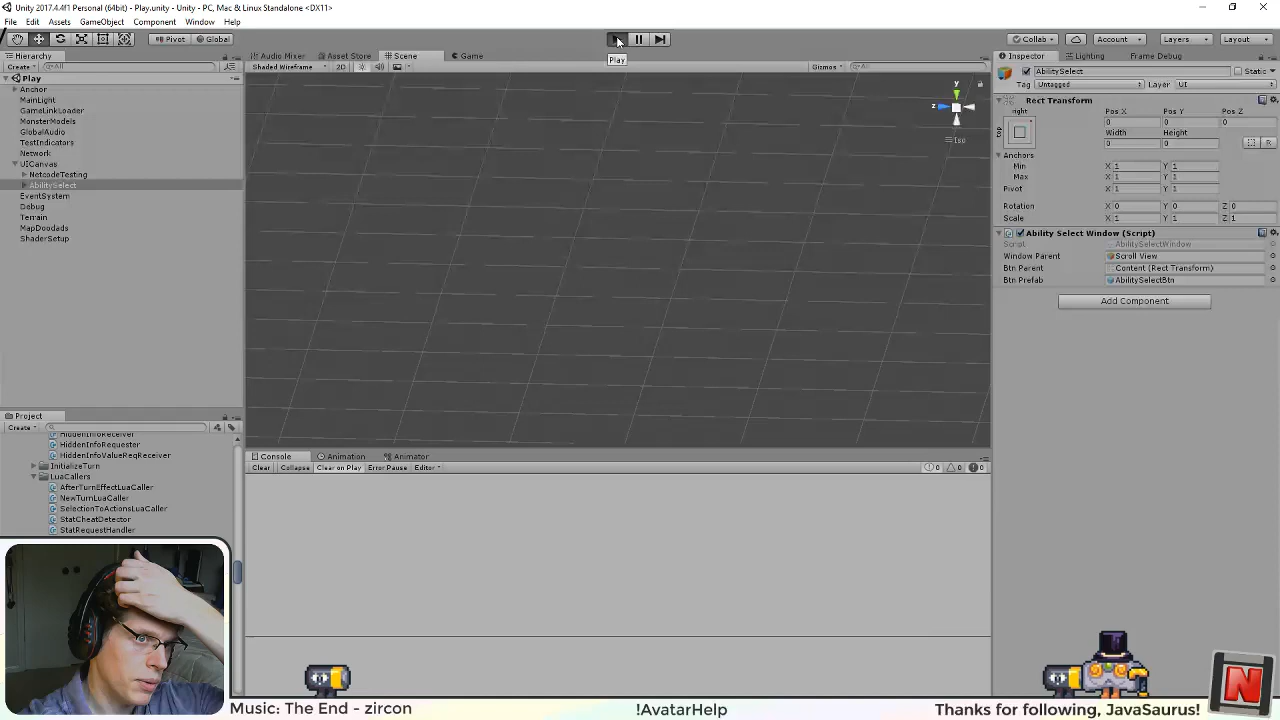 Unity 2017.4.4f1 Personal (64bit) - Play.unity - Unity - PC, Mac & Linux Standalone <DX11>
File Edit Assets GameObject Component Window Help
Pivot Global
Collab Account Layers Layout
Play
Hierarchy
Create All
Play
Anchor
MainLight
GameLinkLoader
MonsterModels
GlobalAudio
TestIndicators
Network
UICanvas
NetcodeTesting
AbilitySelect
EventSystem
Debug
Terrain
MapDoodads
ShaderSetup
Audio Mixer Asset Store Scene Game
Shaded Wireframe 2D Gizmos All
y
z
Iso
Project
Create
HiddenInfoReceiver
HiddenInfoRequester
HiddenInfoValueReqReceiver
InitializeTurn
LuaCallers
AfterTurnEffectLuaCaller
NewTurnLuaCaller
SelectionToActionsLuaCaller
StatCheatDetector
StatRequestHandler
Console Animation Animator
Clear Collapse Clear on Play Error Pause Editor 0 0 0
Inspector Lighting Frame Debug
AbilitySelect Static
Tag Untagged Layer UI
Rect Transform
right Pos X Pos Y Pos Z
0 0 0
Width Height
0 0 R
Anchors
Min X 1 Y 1
Max X 1 Y 1
Pivot X 1 Y 1
Rotation X 0 Y 0 Z 0
Scale X 1 Y 1 Z 1
Ability Select Window (Script)
Script AbilitySelectWindow
Window Parent Scroll View
Btn Parent Content (Rect Transform)
Btn Prefab AbilitySelectBtn
Add Component
N
Music: The End - zircon !AvatarHelp Thanks for following, JavaSaurus!